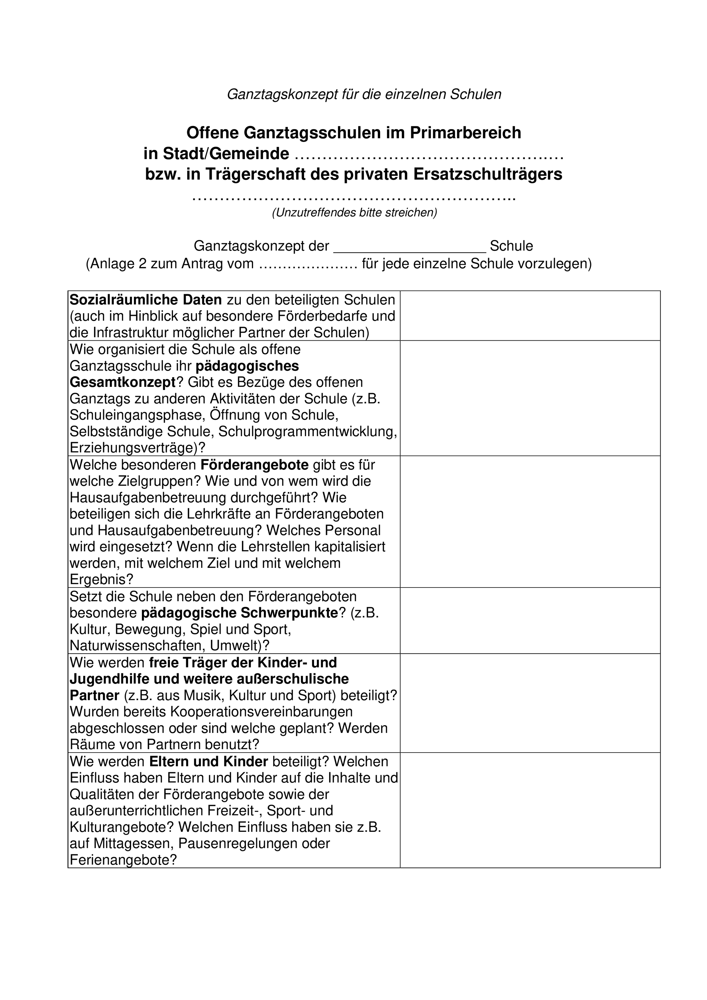 Ganztagskonzept für die einzelnen Schulen
Offene Ganztagsschulen im Primarbereich
in Stadt/Gemeinde …………………………………………….…
bzw. in Trägerschaft des privaten Ersatzschulträgers
…………………………………………………..
(Unzutreffendes bitte streichen)
Ganztagskonzept der ___________________ Schule
(Anlage 2 zum Antrag vom ………………… für jede einzelne Schule vorzulegen)
Sozialräumliche Daten zu den beteiligten Schulen
(auch im Hinblick auf besondere Förderbedarfe und
die Infrastruktur möglicher Partner der Schulen)
Wie organisiert die Schule als offene
Ganztagsschule ihr pädagogisches
Gesamtkonzept? Gibt es Bezüge des offenen
Ganztags zu anderen Aktivitäten der Schule (z.B.
Schuleingangsphase, Öffnung von Schule,
Selbstständige Schule, Schulprogrammentwicklung,
Erziehungsverträge)?
Welche besonderen Förderangebote gibt es für
welche Zielgruppen? Wie und von wem wird die
Hausaufgabenbetreuung durchgeführt? Wie
beteiligen sich die Lehrkräfte an Förderangeboten
und Hausaufgabenbetreuung? Welches Personal
wird eingesetzt? Wenn die Lehrstellen kapitalisiert
werden, mit welchem Ziel und mit welchem
Ergebnis?
Setzt die Schule neben den Förderangeboten
besondere pädagogische Schwerpunkte? (z.B.
Kultur, Bewegung, Spiel und Sport,
Naturwissenschaften, Umwelt)?
Wie werden freie Träger der Kinder- und
Jugendhilfe und weitere außerschulische
Partner (z.B. aus Musik, Kultur und Sport) beteiligt?
Wurden bereits Kooperationsvereinbarungen
abgeschlossen oder sind welche geplant? Werden
Räume von Partnern benutzt?
Wie werden Eltern und Kinder beteiligt? Welchen
Einfluss haben Eltern und Kinder auf die Inhalte und
Qualitäten der Förderangebote sowie der
außerunterrichtlichen Freizeit-, Sport- und
Kulturangebote? Welchen Einfluss haben sie z.B.
auf Mittagessen, Pausenregelungen oder
Ferienangebote?